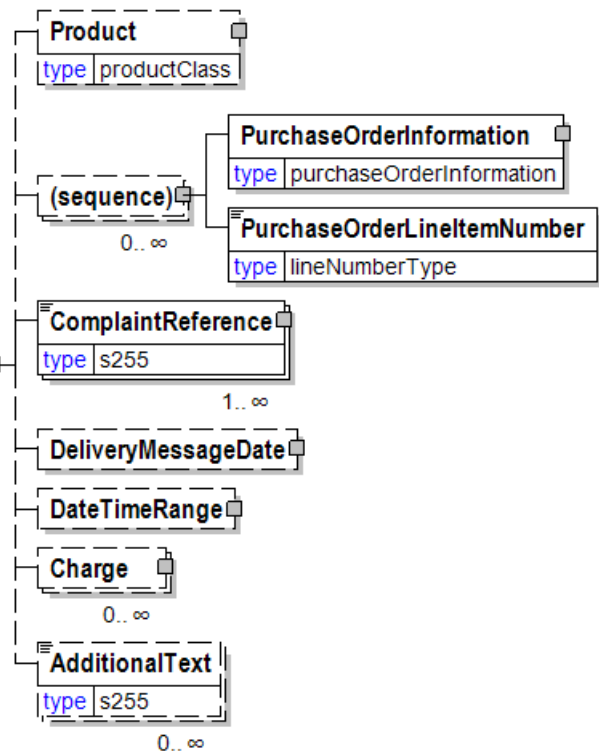 Product
type productClass
PurchaseOrderInformation
type purchaseOrderInformation
(sequence)
0.. ∞
PurchaseOrderLineItemNumber
type lineNumberType
ComplaintReference
type s255
1.. ∞
DeliveryMessageDate
DateTimeRange
Charge
0.. ∞
AdditionalText
type s255
0.. ∞